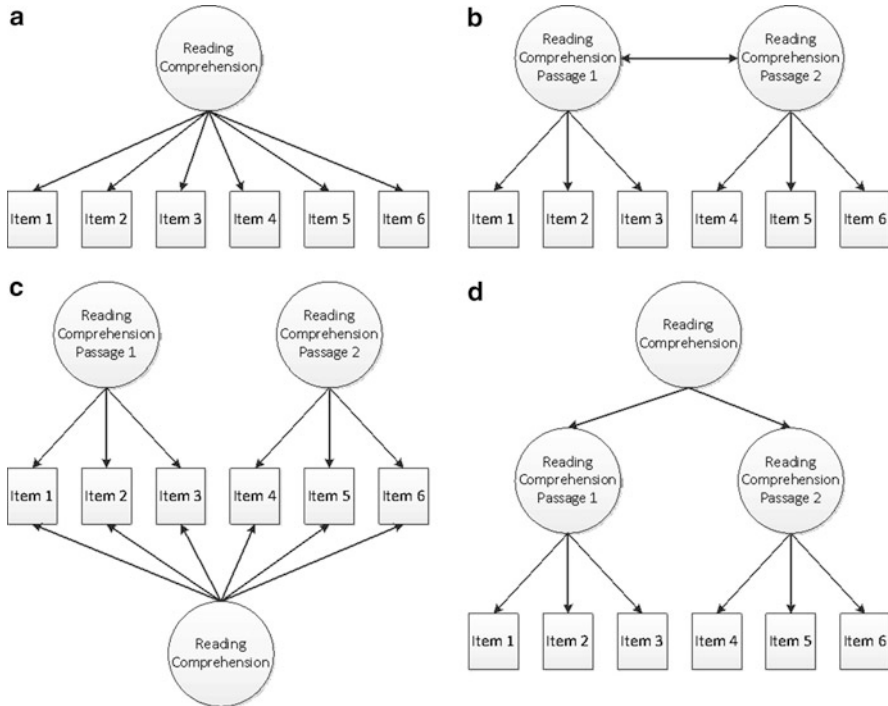 a
Reading
Comprehension
Item 1 Item 2 Item 3 Item 4 Item 5 Item 6
b
Reading
Comprehension
Passage 1
Reading
Comprehension
Passage 2
Item 1 Item 2 Item 3 Item 4 Item 5 Item 6
c
Reading
Comprehension
Passage 1
Reading
Comprehension
Passage 2
Item 1 Item 2 Item 3 Item 4 Item 5 Item 6
Reading
Comprehension
d
Reading
Comprehension
Reading
Comprehension
Passage 1
Reading
Comprehension
Passage 2
Item 1 Item 2 Item 3 Item 4 Item 5 Item 6